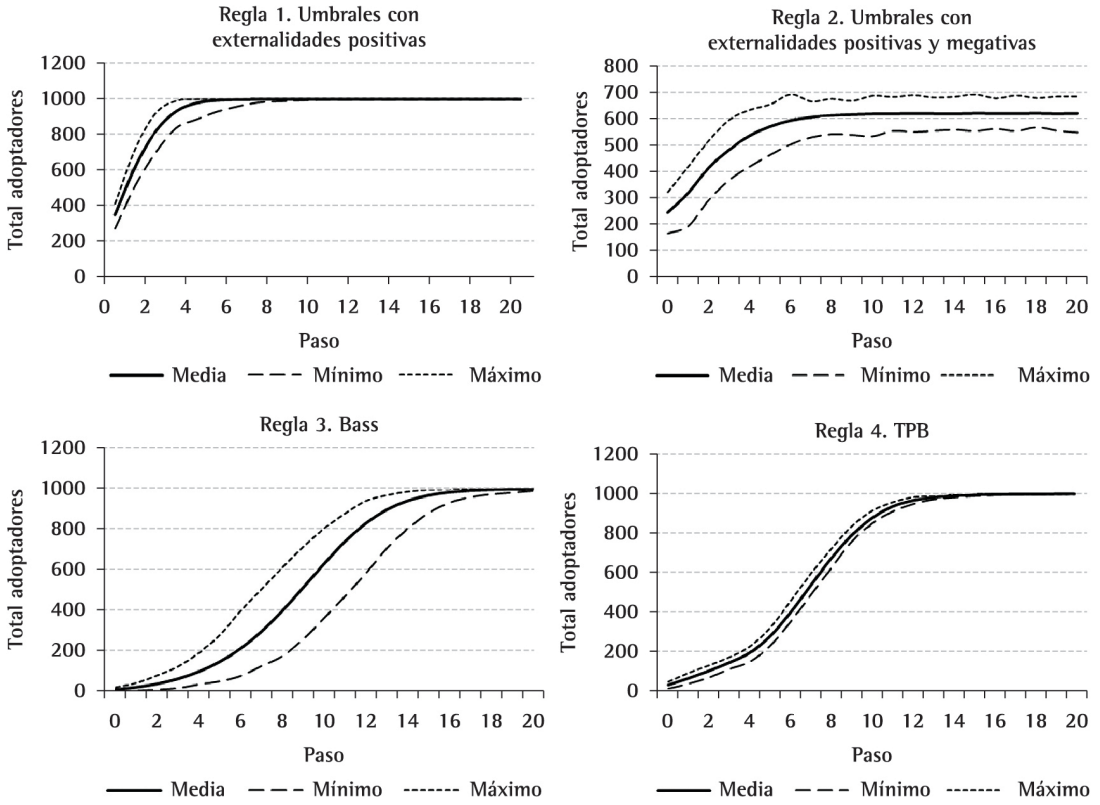 Regla 1. Umbrales con
externalidades positivas
1200
1000
800
600
400
200
0
Total adoptadores
0 2 4 6 8 10 12 14 16 18 20
Paso
Media Mínimo Máximo
Regla 2. Umbrales con
externalidades positivas y megativas
800
700
600
500
400
300
200
100
0
Total adoptadores
0 2 4 6 8 10 12 14 16 18 20
Paso
Media Mínimo Máximo
Regla 3. Bass
1200
1000
800
600
400
200
0
Total adoptadores
0 2 4 6 8 10 12 14 16 18 20
Paso
Media Mínimo Máximo
Regla 4. TPB
1200
1000
800
600
400
200
0
Total adoptadores
0 2 4 6 8 10 12 14 16 18 20
Paso
Media Mínimo Máximo